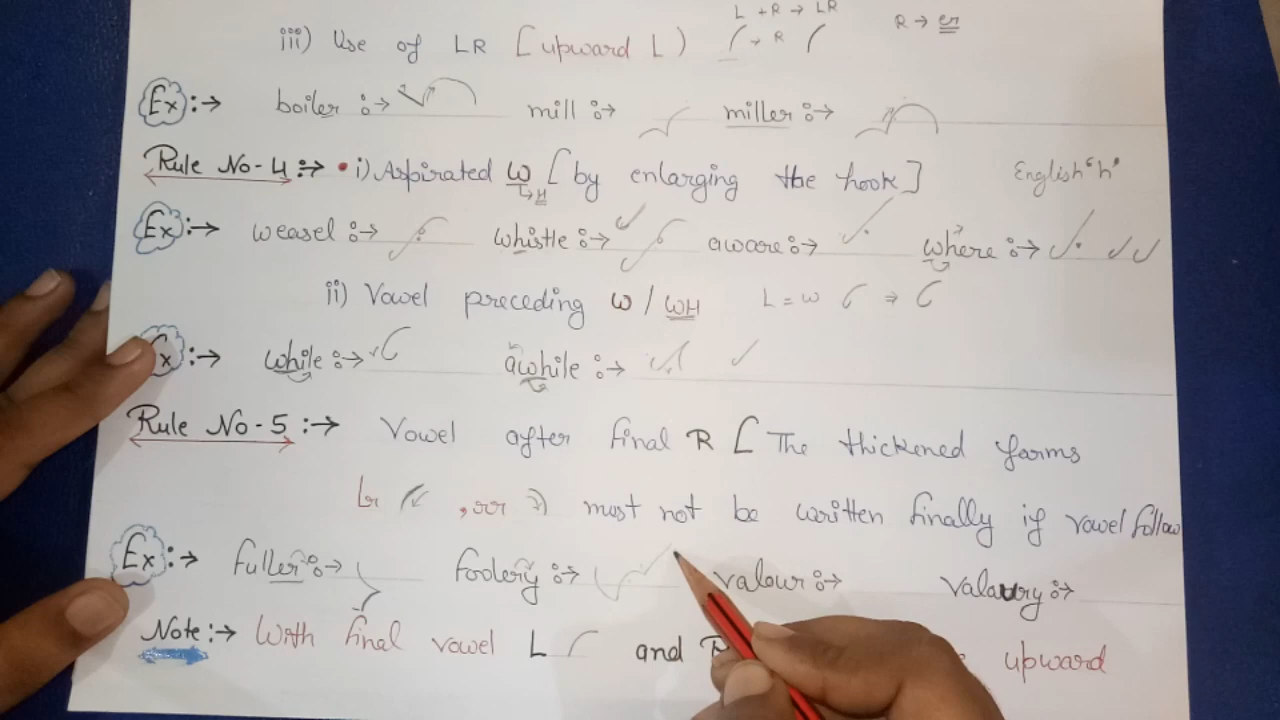 L + R → LR
R → er
iii) Use of LR [upward L) → R
Ex :→ boiler :→ mill :→ miller :→
Rule No-4 :→ • i) Aspirated W [by enlarging the hook] English 'h'
↳ H
Ex :→ weasel :→ whistle :→ aware :→ where :→
ii) Vowel preceding W / WH L = W ⇒
Ex :→ while :→ awhile :→
Rule No-5 :→ Vowel after final R [The thickened forms
Lr , rr must not be written finally if vowel follow
Ex :→ fuller :→ foolery :→ valour :→ :→
Note :→ With final vowel L and R upward